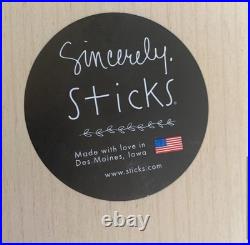 Sincerely.
Sticks®
Made with love in
Des Moines, Iowa
www.sticks.com